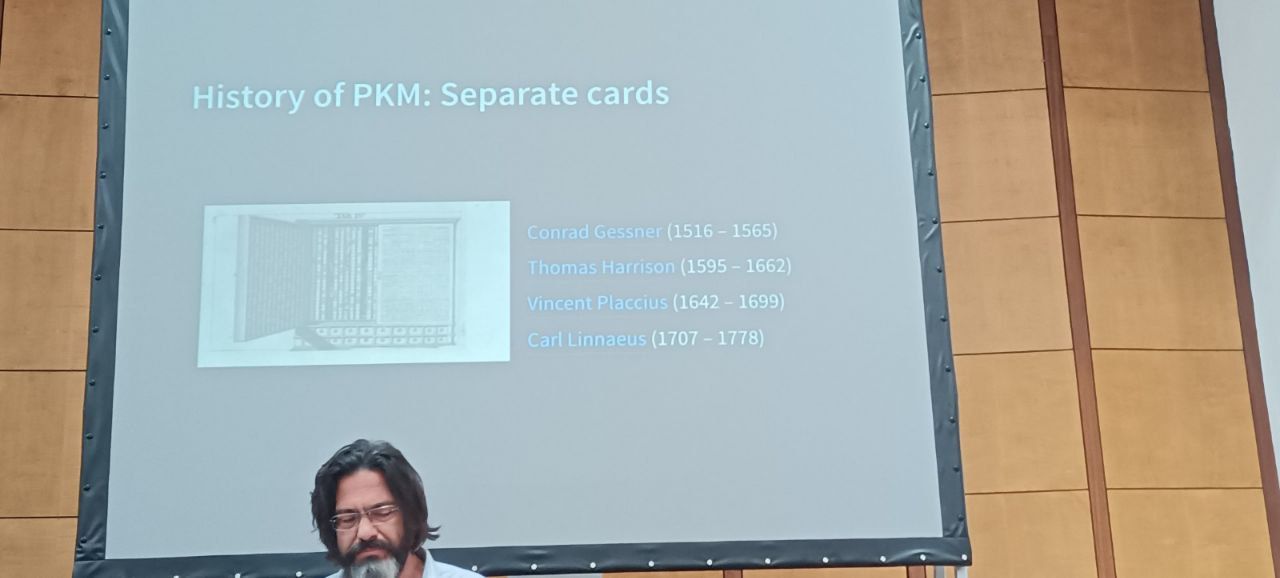 History of PKM: Separate cards
Conrad Gessner (1516 – 1565)
Thomas Harrison (1595 – 1662)
Vincent Placcius (1642 – 1699)
Carl Linnaeus (1707 – 1778)